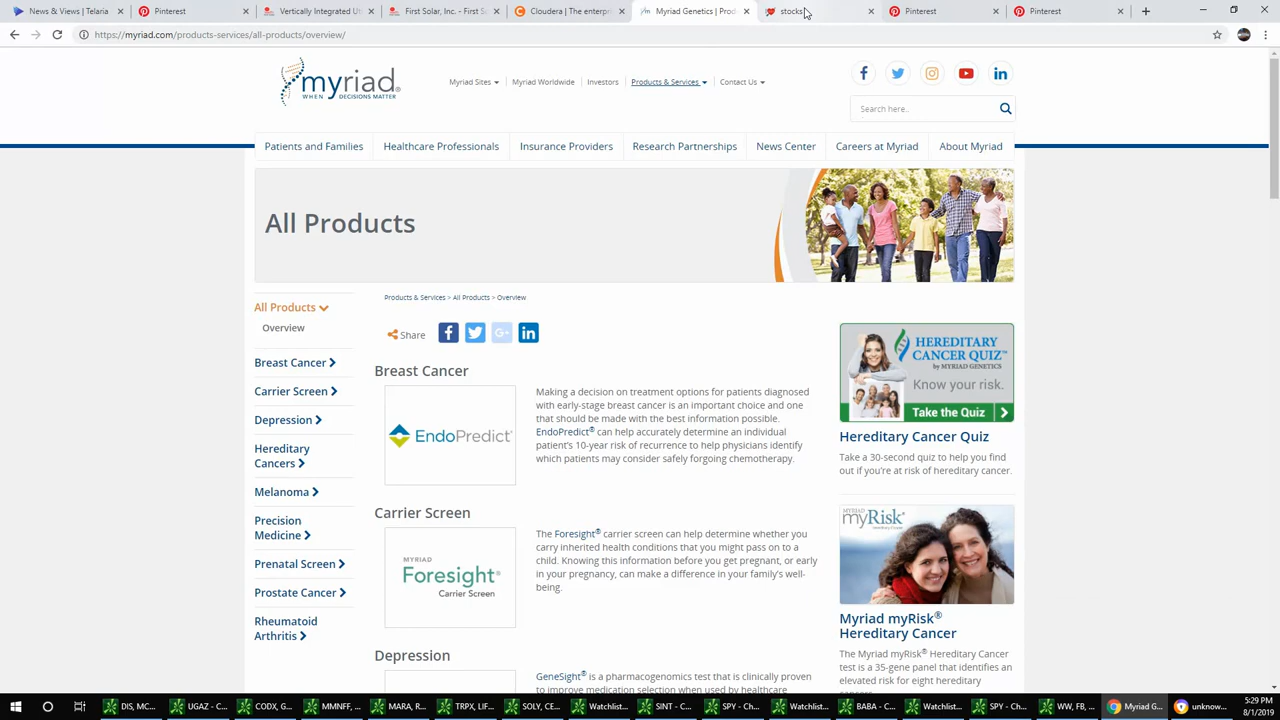 News & Views | Telaria
Pinterest
Vertically Integrated Ut
First Solar, Inc. - First S
Cloudera | The enterpri
Myriad Genetics | Prod
stocks
Pinterest
Pinterest
https://myriad.com/products-services/all-products/overview/
myriad®
WHEN DECISIONS MATTER
Myriad Sites
Myriad Worldwide
Investors
Products & Services
Contact Us
Search here..
Patients and Families
Healthcare Professionals
Insurance Providers
Research Partnerships
News Center
Careers at Myriad
About Myriad
All Products
Products & Services > All Products > Overview
All Products
Overview
Breast Cancer
Carrier Screen
Depression
Hereditary
Cancers
Melanoma
Precision
Medicine
Prenatal Screen
Prostate Cancer
Rheumatoid
Arthritis
Share
G+
Breast Cancer
EndoPredict®
Making a decision on treatment options for patients diagnosed
with early-stage breast cancer is an important choice and one
that should be made with the best information possible.
EndoPredict® can help accurately determine an individual
patient's 10-year risk of recurrence to help physicians identify
which patients may consider safely forgoing chemotherapy.
Carrier Screen
MYRIAD
Foresight®
Carrier Screen
The Foresight® carrier screen can help determine whether you
carry inherited health conditions that you might pass on to a
child. Knowing this information before you get pregnant, or early
in your pregnancy, can make a difference in your family's well-
being.
Depression
GeneSight® is a pharmacogenomics test that is clinically proven
to improve medication selection when used by healthcare
HEREDITARY
CANCER QUIZ™
BY MYRIAD GENETICS
Know your risk.
Take the Quiz
Hereditary Cancer Quiz
Take a 30-second quiz to help you find
out if you're at risk of hereditary cancer.
MYRIAD
myRisk®
Myriad myRisk®
Hereditary Cancer
The Myriad myRisk® Hereditary Cancer
test is a 35-gene panel that identifies an
elevated risk for eight hereditary
DIS, MC...
UGAZ - C...
CODX, G...
MMNFF, ...
MARA, R...
TRPX, LIF...
SOLY, CE...
Watchlist...
SINT - Ch...
SPY - Cha...
Watchlist...
BABA - C...
Watchlist...
SPY - Cha...
WW, FB, ...
Myriad G...
unknow...
5:29 PM
8/1/2019